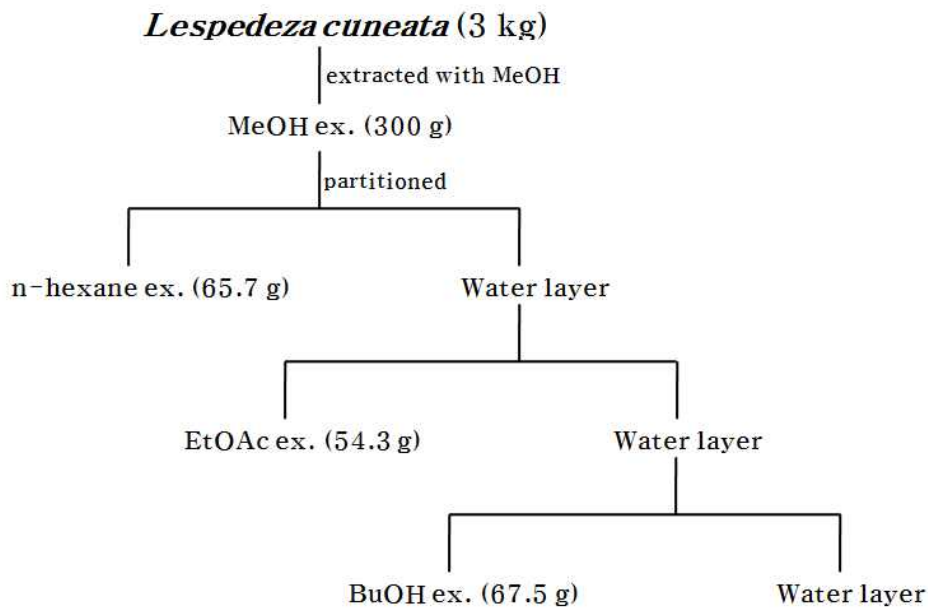 Lespedeza cuneata (3 kg)
extracted with MeOH
MeOH ex. (300 g)
partitioned
n-hexane ex. (65.7 g) Water layer
EtOAc ex. (54.3 g) Water layer
BuOH ex. (67.5 g) Water layer